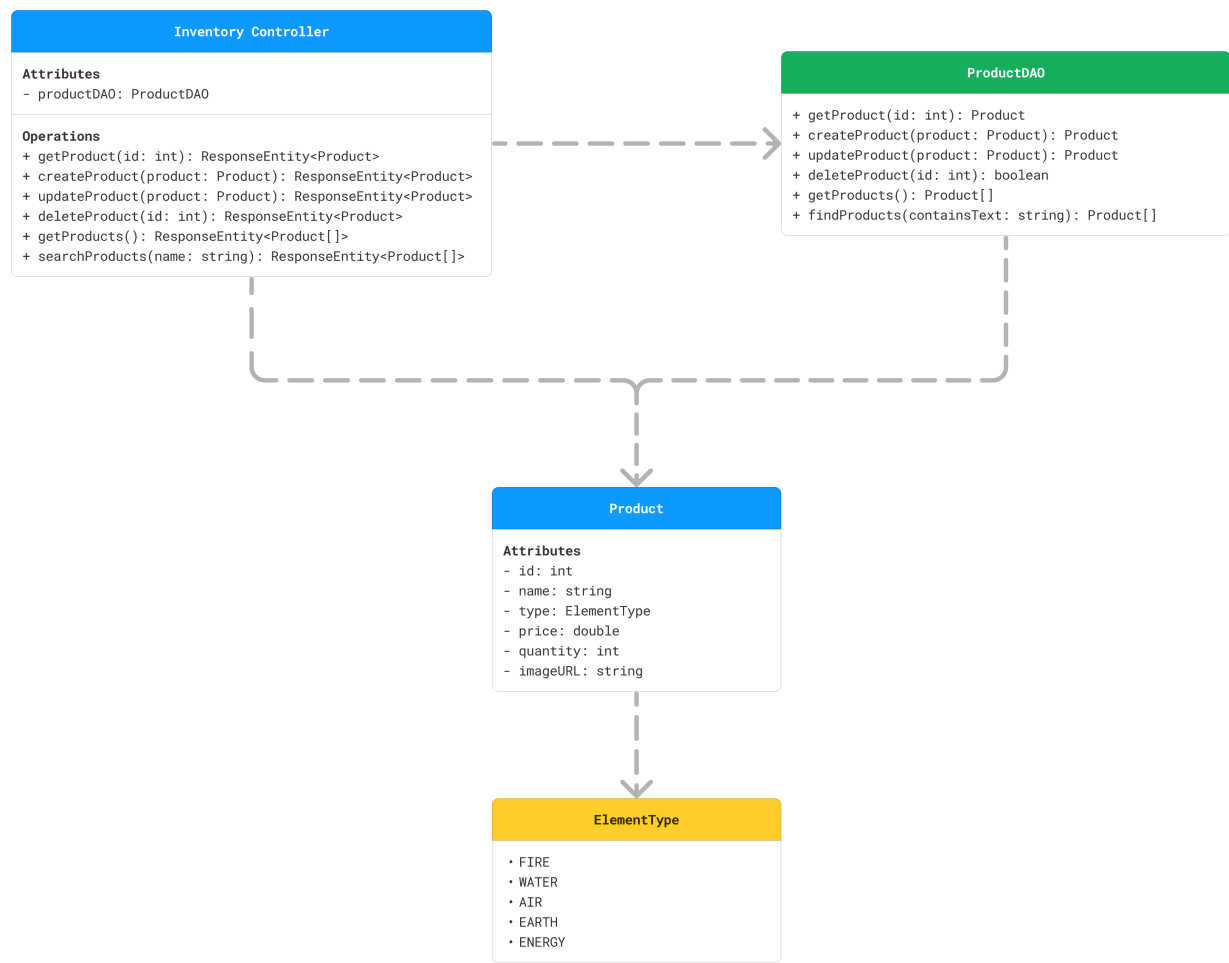 Inventory Controller
Attributes
- productDAO: ProductDAO
Operations
+ getProduct(id: int): ResponseEntity<Product>
+ createProduct(product: Product): ResponseEntity<Product>
+ updateProduct(product: Product): ResponseEntity<Product>
+ deleteProduct(id: int): ResponseEntity<Product>
+ getProducts(): ResponseEntity<Product[]>
+ searchProducts(name: string): ResponseEntity<Product[]>
ProductDAO
+ getProduct(id: int): Product
+ createProduct(product: Product): Product
+ updateProduct(product: Product): Product
+ deleteProduct(id: int): boolean
+ getProducts(): Product[]
+ findProducts(containsText: string): Product[]
Product
Attributes
- id: int
- name: string
- type: ElementType
- price: double
- quantity: int
- imageURL: string
ElementType
• FIRE
• WATER
• AIR
• EARTH
• ENERGY